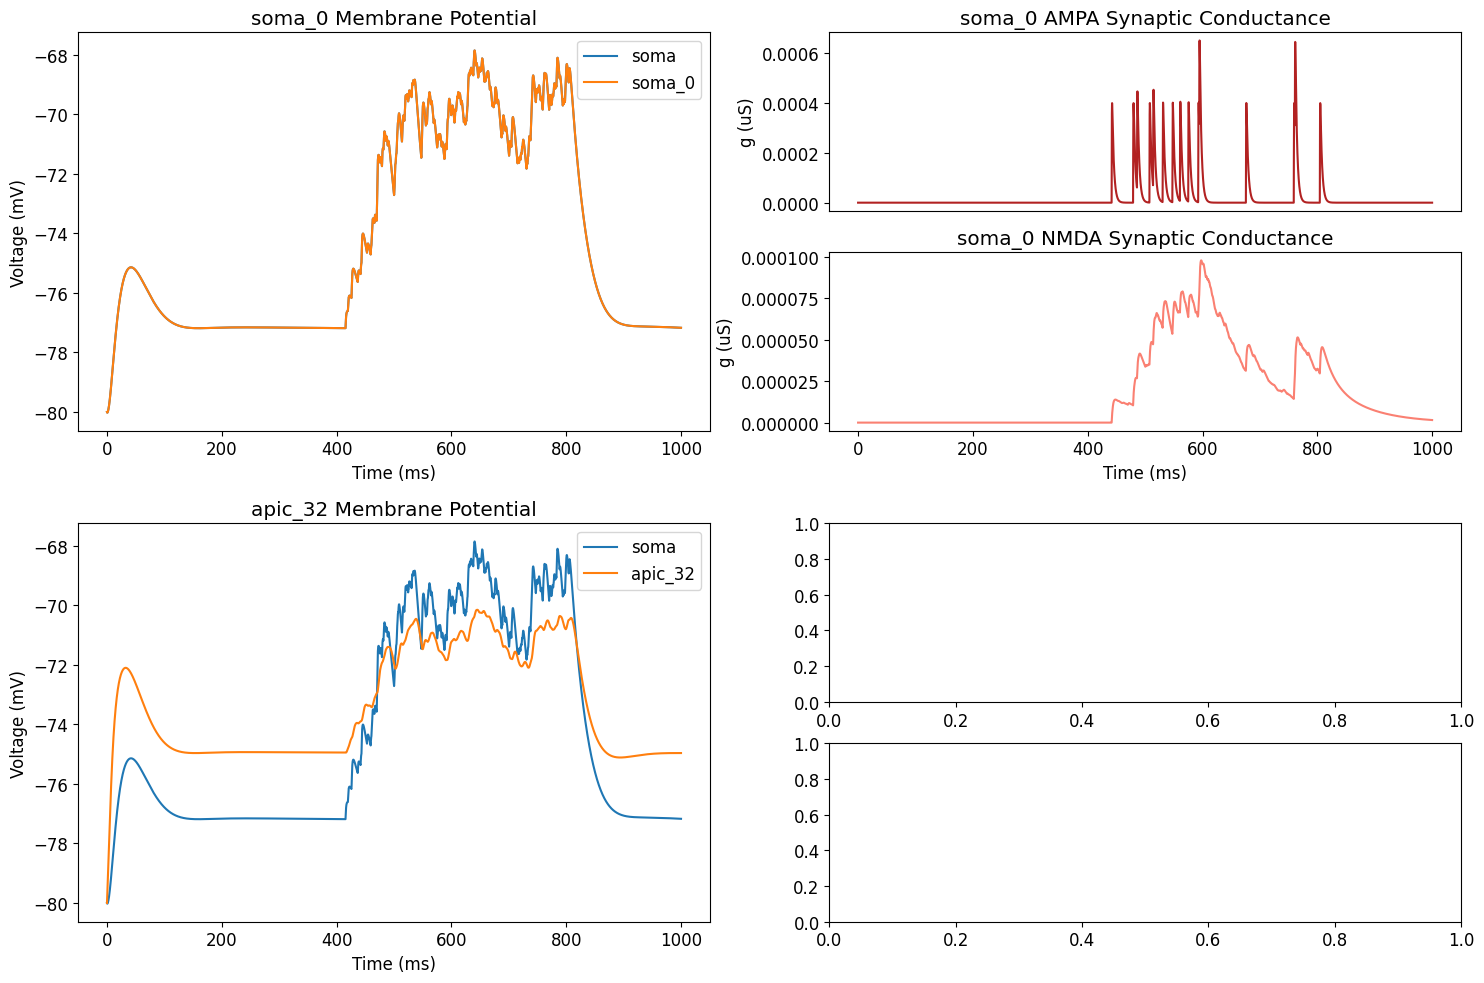 soma_0 Membrane Potential
soma
soma_0
−68
−70
−72
−74
−76
−78
−80
Voltage (mV)
0 200 400 600 800 1000
Time (ms)
soma_0 AMPA Synaptic Conductance
0.0006
0.0004
0.0002
0.0000
g (uS)
soma_0 NMDA Synaptic Conductance
0.000100
0.000075
0.000050
0.000025
0.000000
g (uS)
0 200 400 600 800 1000
Time (ms)
apic_32 Membrane Potential
soma
apic_32
−68
−70
−72
−74
−76
−78
−80
Voltage (mV)
0 200 400 600 800 1000
Time (ms)
1.0
0.8
0.6
0.4
0.2
0.0
0.0 0.2 0.4 0.6 0.8 1.0
1.0
0.8
0.6
0.4
0.2
0.0
0.0 0.2 0.4 0.6 0.8 1.0